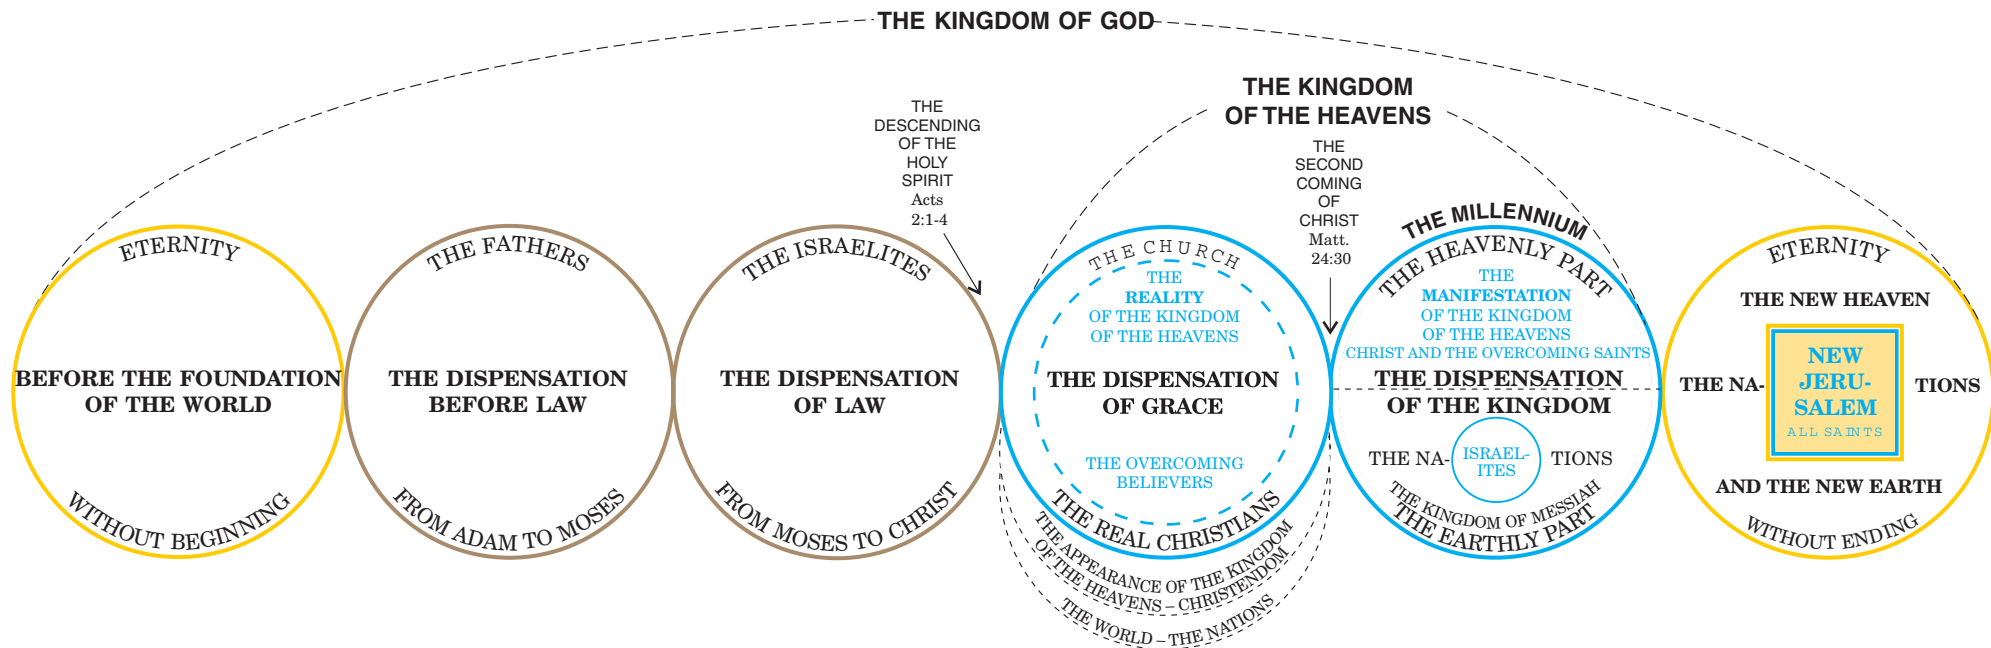 THE KINGDOM OF GOD
THE KINGDOM
OF THE HEAVENS
THE
DESCENDING
OF THE
HOLY
SPIRIT
Acts
2:1-4
THE
SECOND
COMING
OF
CHRIST
Matt.
24:30
ETERNITY
BEFORE THE FOUNDATION
OF THE WORLD
WITHOUT BEGINNING
THE FATHERS
THE DISPENSATION
BEFORE LAW
FROM ADAM TO MOSES
THE ISRAELITES
THE DISPENSATION
OF LAW
FROM MOSES TO CHRIST
THE CHURCH
THE
REALITY
OF THE KINGDOM
OF THE HEAVENS
THE DISPENSATION
OF GRACE
THE OVERCOMING
BELIEVERS
THE REAL CHRISTIANS
THE APPEARANCE OF THE KINGDOM
OF THE HEAVENS – CHRISTENDOM
THE WORLD – THE NATIONS
THE MILLENNIUM
THE HEAVENLY PART
THE
MANIFESTATION
OF THE KINGDOM
OF THE HEAVENS
CHRIST AND THE OVERCOMING SAINTS
THE DISPENSATION
OF THE KINGDOM
THE NA- TIONS
ISRAEL-
ITES
THE KINGDOM OF MESSIAH
THE EARTHLY PART
ETERNITY
THE NEW HEAVEN
NEW
JERU-
SALEM
ALL SAINTS
THE NA- TIONS
AND THE NEW EARTH
WITHOUT ENDING